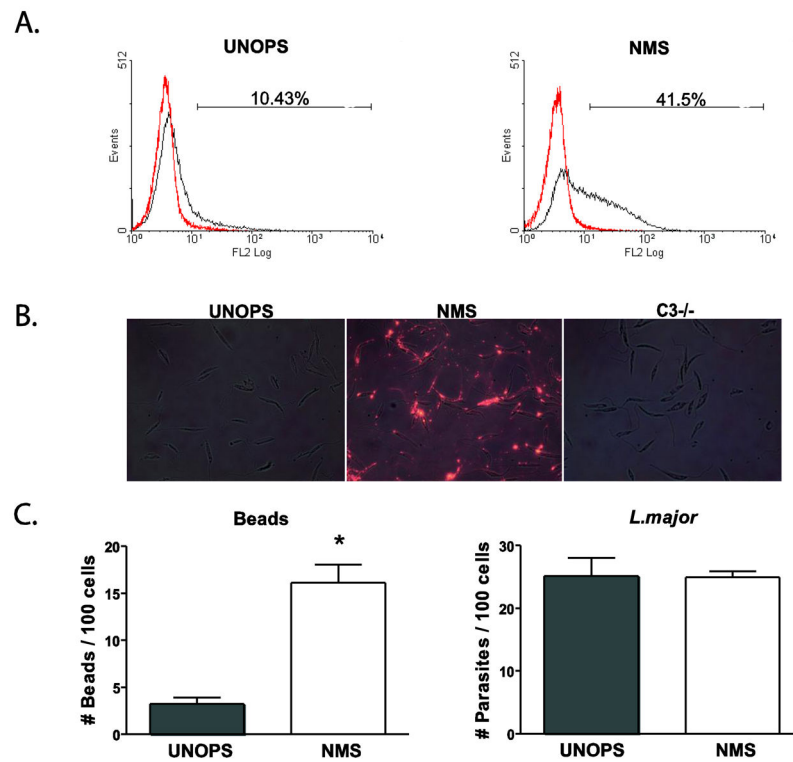 A.
UNOPS
NMS
512
Events
0
10.43%
10⁰ 10¹ 10² 10³ 10⁴
FL2 Log
512
Events
0
41.5%
10⁰ 10¹ 10² 10³ 10⁴
FL2 Log
B.
UNOPS
NMS
C3-/-
C.
Beads
# Beads / 100 cells
20
15
10
5
0
*
UNOPS
NMS
L.major
# Parasites / 100 cells
30
20
10
0
UNOPS
NMS